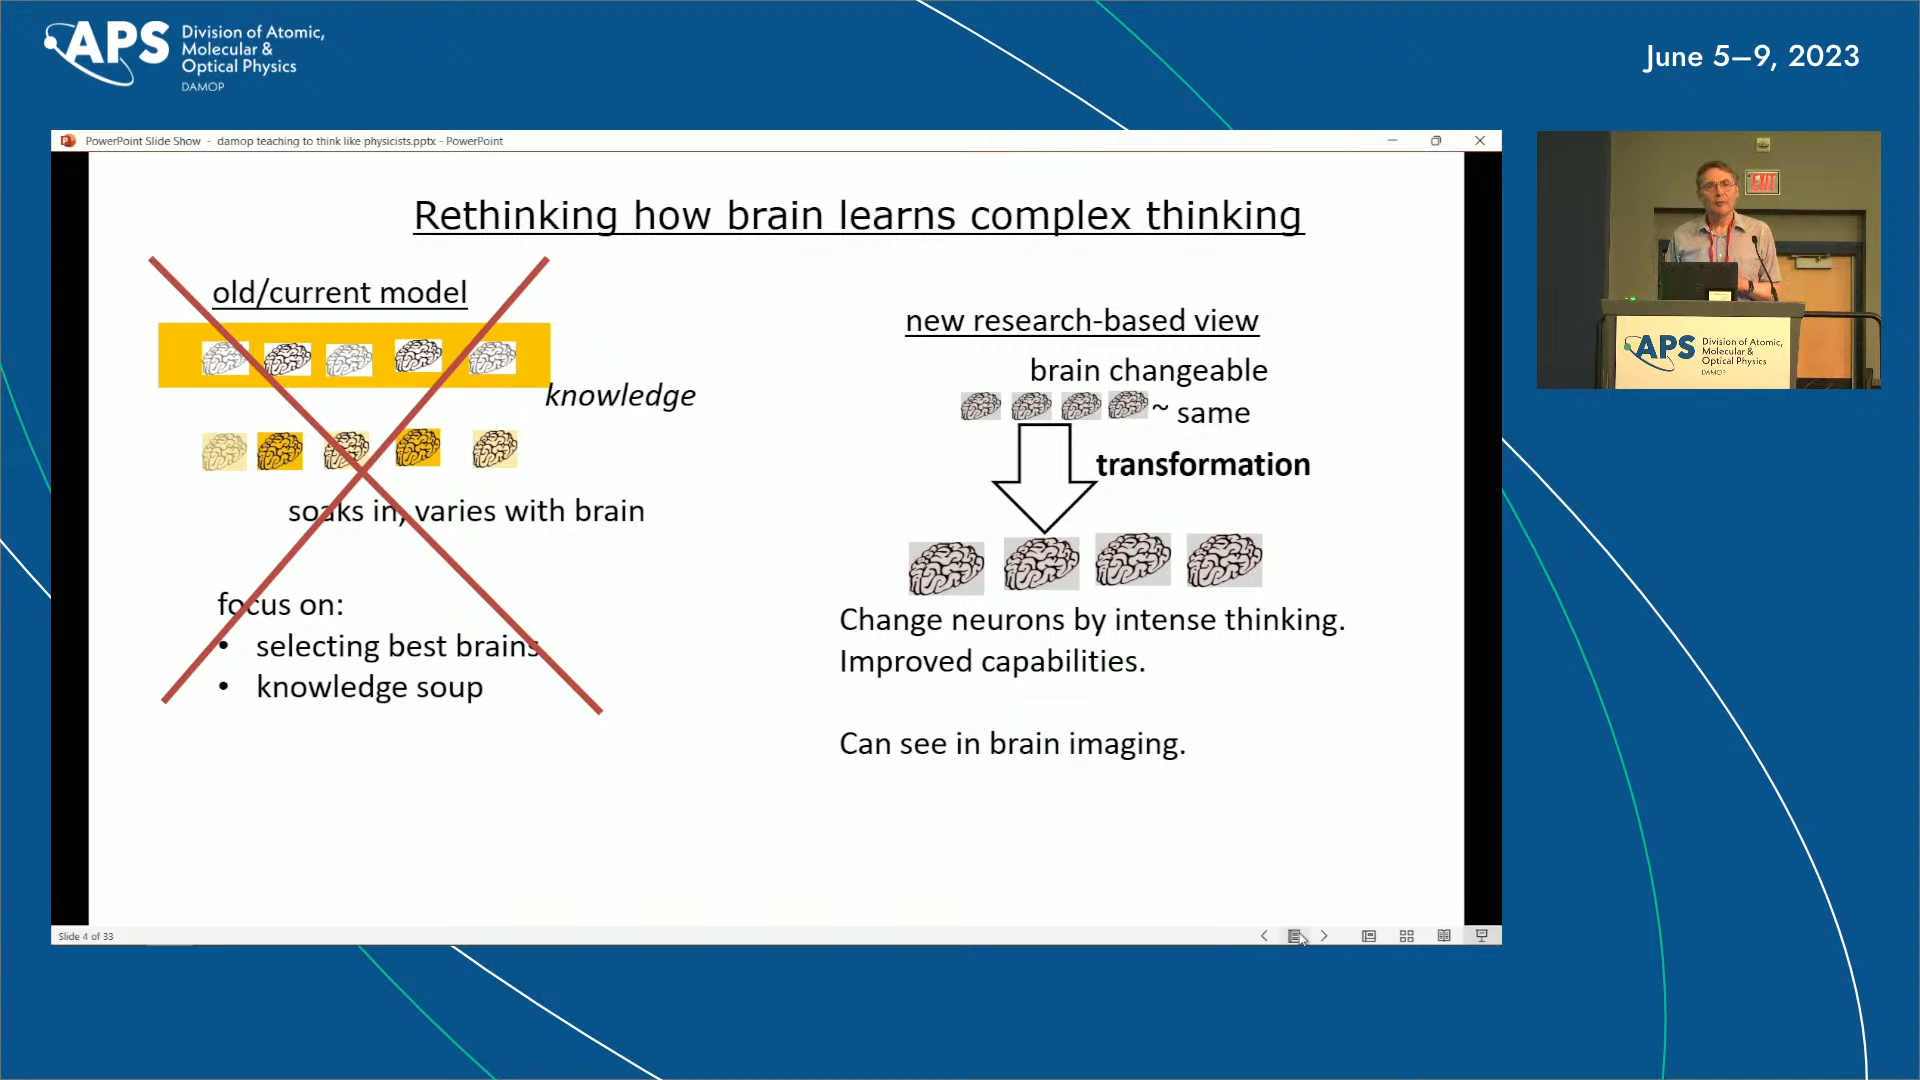 APS
Division of Atomic,
Molecular &
Optical Physics
DAMOP
June 5–9, 2023
PowerPoint Slide Show - damop teaching to think like physicists.pptx - PowerPoint
Rethinking how brain learns complex thinking
old/current model
knowledge
soaks in, varies with brain
focus on:
• selecting best brains
• knowledge soup
new research-based view
brain changeable
~ same
transformation
Change neurons by intense thinking.
Improved capabilities.
Can see in brain imaging.
Slide 4 of 33
EXIT
APS
Division of Atomic,
Molecular &
Optical Physics
DAMOP